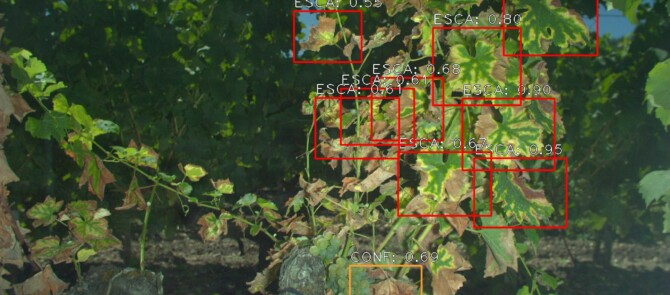 ESCA: 0.55
ESCA: 0.80
ESCA: 0.68
ESCA: 0.61
ESCA: 0.61
ESCA: 0.90
ESCA: 0.67
ESCA: 0.95
CONF: 0.69